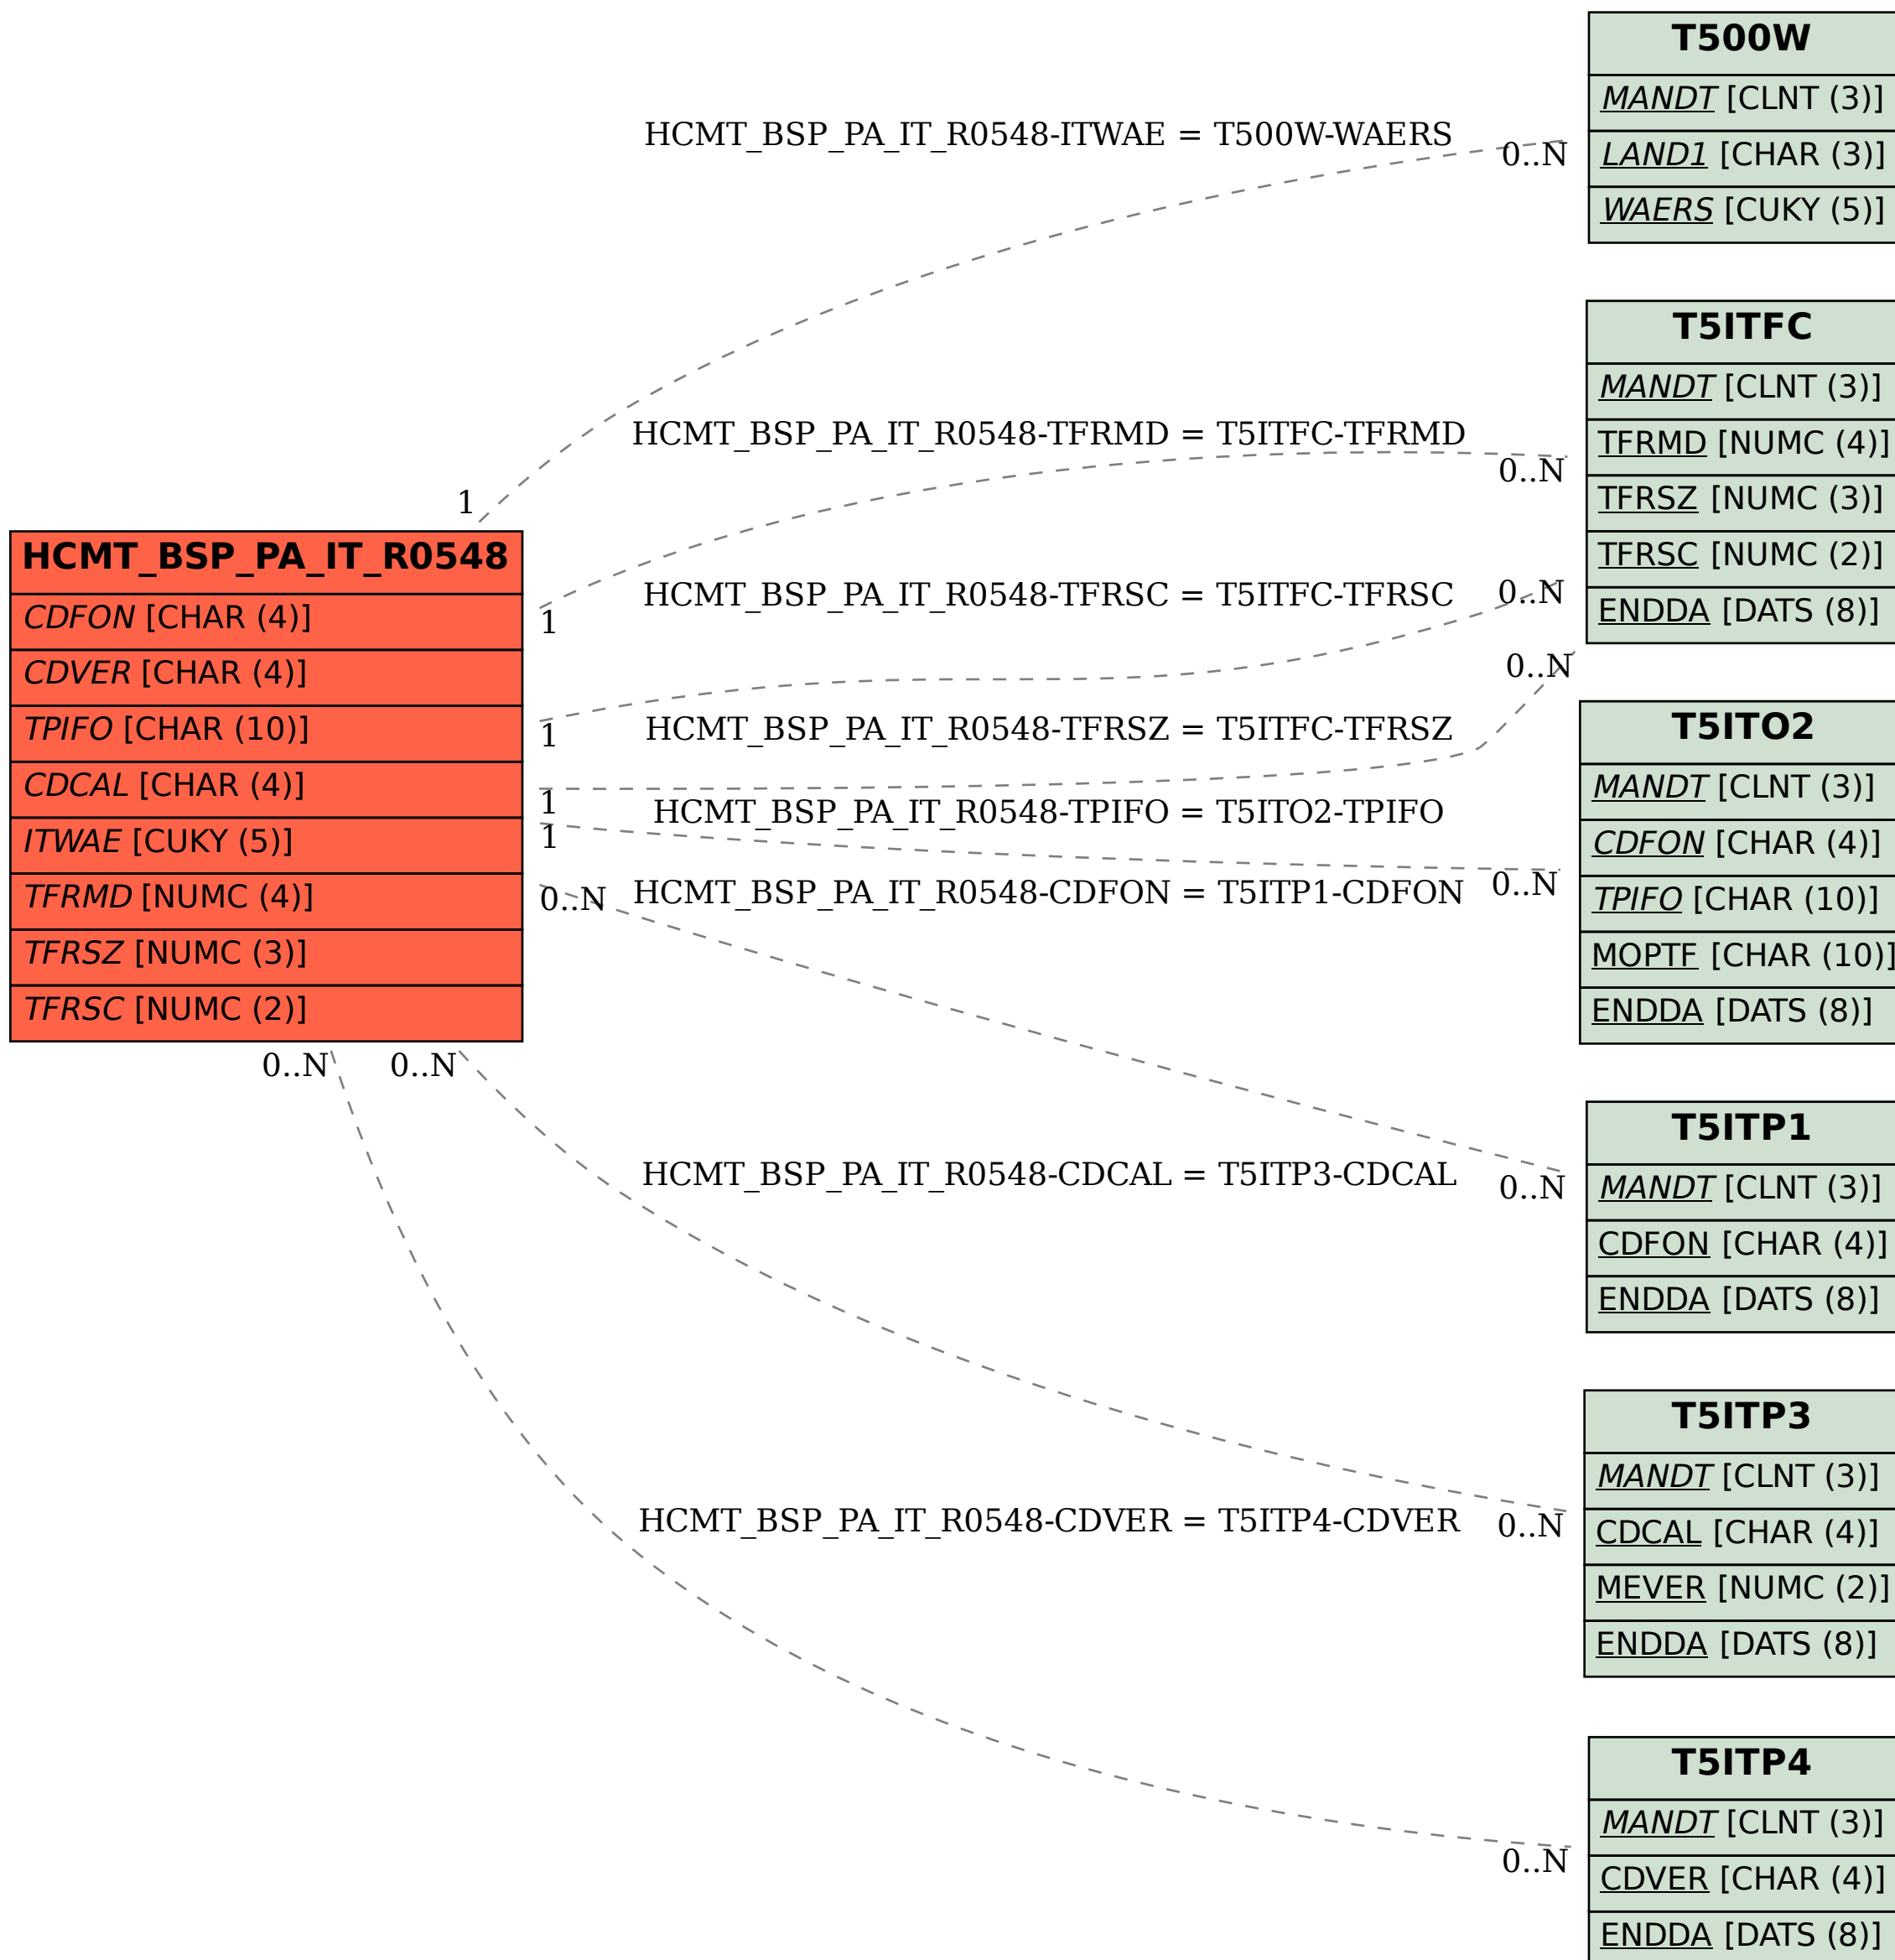 T500W
MANDT [CLNT (3)]
LAND1 [CHAR (3)]
WAERS [CUKY (5)]
HCMT_BSP_PA_IT_R0548-ITWAE = T500W-WAERS
0..N
1
T5ITFC
MANDT [CLNT (3)]
TFRMD [NUMC (4)]
TFRSZ [NUMC (3)]
TFRSC [NUMC (2)]
ENDDA [DATS (8)]
HCMT_BSP_PA_IT_R0548-TFRMD = T5ITFC-TFRMD
0..N
1
HCMT_BSP_PA_IT_R0548-TFRSC = T5ITFC-TFRSC
0..N
1
HCMT_BSP_PA_IT_R0548-TFRSZ = T5ITFC-TFRSZ
0..N
1
HCMT_BSP_PA_IT_R0548
CDFON [CHAR (4)]
CDVER [CHAR (4)]
TPIFO [CHAR (10)]
CDCAL [CHAR (4)]
ITWAE [CUKY (5)]
TFRMD [NUMC (4)]
TFRSZ [NUMC (3)]
TFRSC [NUMC (2)]
T5ITO2
MANDT [CLNT (3)]
CDFON [CHAR (4)]
TPIFO [CHAR (10)]
MOPTF [CHAR (10)]
ENDDA [DATS (8)]
HCMT_BSP_PA_IT_R0548-TPIFO = T5ITO2-TPIFO
1
0..N
HCMT_BSP_PA_IT_R0548-CDFON = T5ITP1-CDFON
0..N
0..N
T5ITP1
MANDT [CLNT (3)]
CDFON [CHAR (4)]
ENDDA [DATS (8)]
0..N
0..N
HCMT_BSP_PA_IT_R0548-CDCAL = T5ITP3-CDCAL
0..N
T5ITP3
MANDT [CLNT (3)]
CDCAL [CHAR (4)]
MEVER [NUMC (2)]
ENDDA [DATS (8)]
HCMT_BSP_PA_IT_R0548-CDVER = T5ITP4-CDVER
0..N
T5ITP4
MANDT [CLNT (3)]
CDVER [CHAR (4)]
ENDDA [DATS (8)]